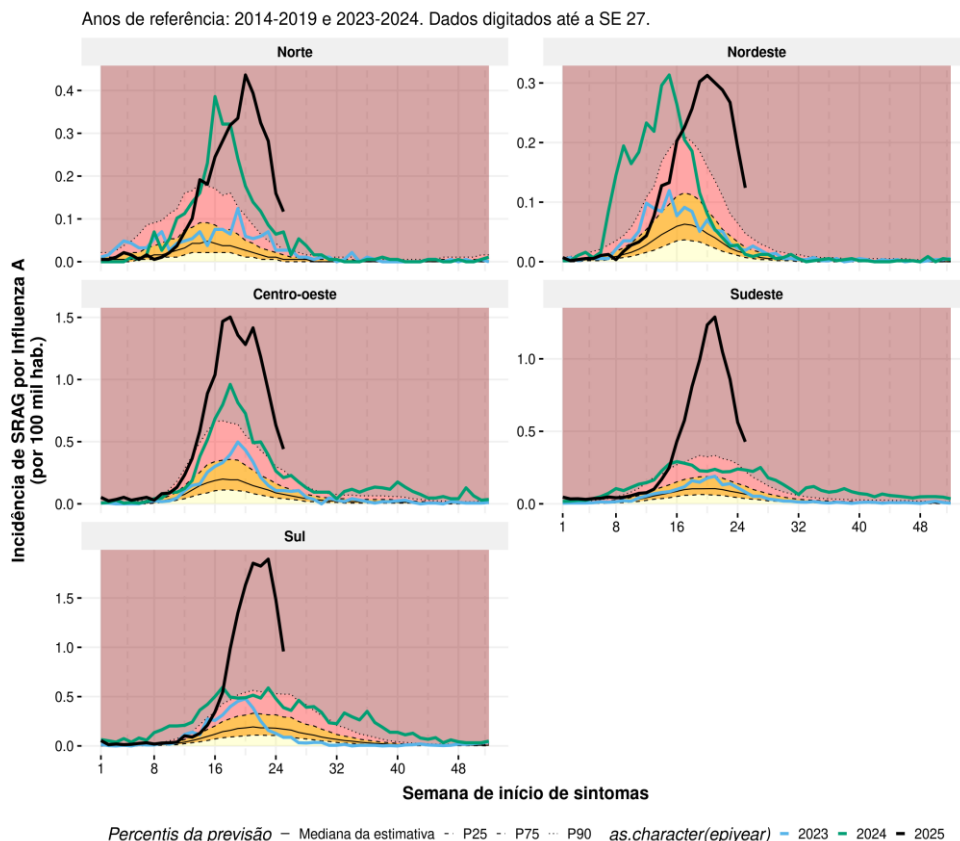 Anos de referência: 2014-2019 e 2023-2024. Dados digitados até a SE 27.
Norte
Nordeste
0.4
0.3
0.2
0.1
0.0
0.3
0.2
0.1
0.0
Centro-oeste
Sudeste
1.5
1.0
0.5
0.0
1.0
0.5
0.0
1 8 16 24 32 40 48
Sul
1.5
1.0
0.5
0.0
1 8 16 24 32 40 48
Incidência de SRAG por Influenza A
(por 100 mil hab.)
Semana de início de sintomas
Percentis da previsão Mediana da estimativa P25 P75 P90 as.character(epiyear) 2023 2024 2025